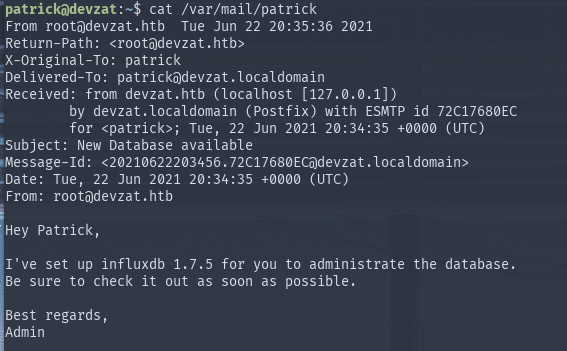 patrick@devzat:~$ cat /var/mail/patrick
From root@devzat.htb  Tue Jun 22 20:35:36 2021
Return-Path: <root@devzat.htb>
X-Original-To: patrick
Delivered-To: patrick@devzat.localdomain
Received: from devzat.htb (localhost [127.0.0.1])
        by devzat.localdomain (Postfix) with ESMTP id 72C17680EC
        for <patrick>; Tue, 22 Jun 2021 20:34:35 +0000 (UTC)
Subject: New Database available
Message-Id: <20210622203456.72C17680EC@devzat.localdomain>
Date: Tue, 22 Jun 2021 20:34:35 +0000 (UTC)
From: root@devzat.htb

Hey Patrick,

I've set up influxdb 1.7.5 for you to administrate the database.
Be sure to check it out as soon as possible.

Best regards,
Admin